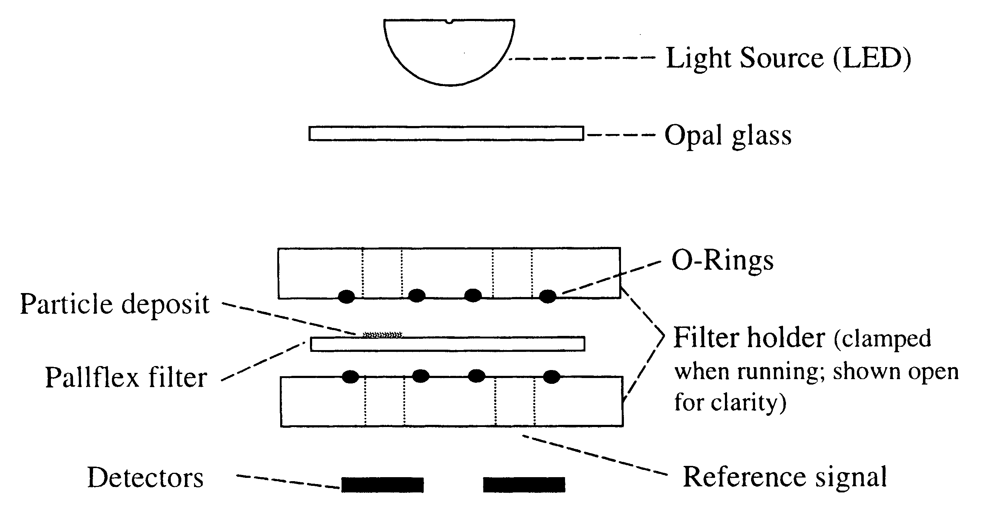 Light Source (LED)
Opal glass
O-Rings
Particle deposit
Filter holder (clamped
when running; shown open
for clarity)
Pallflex filter
Detectors
Reference signal